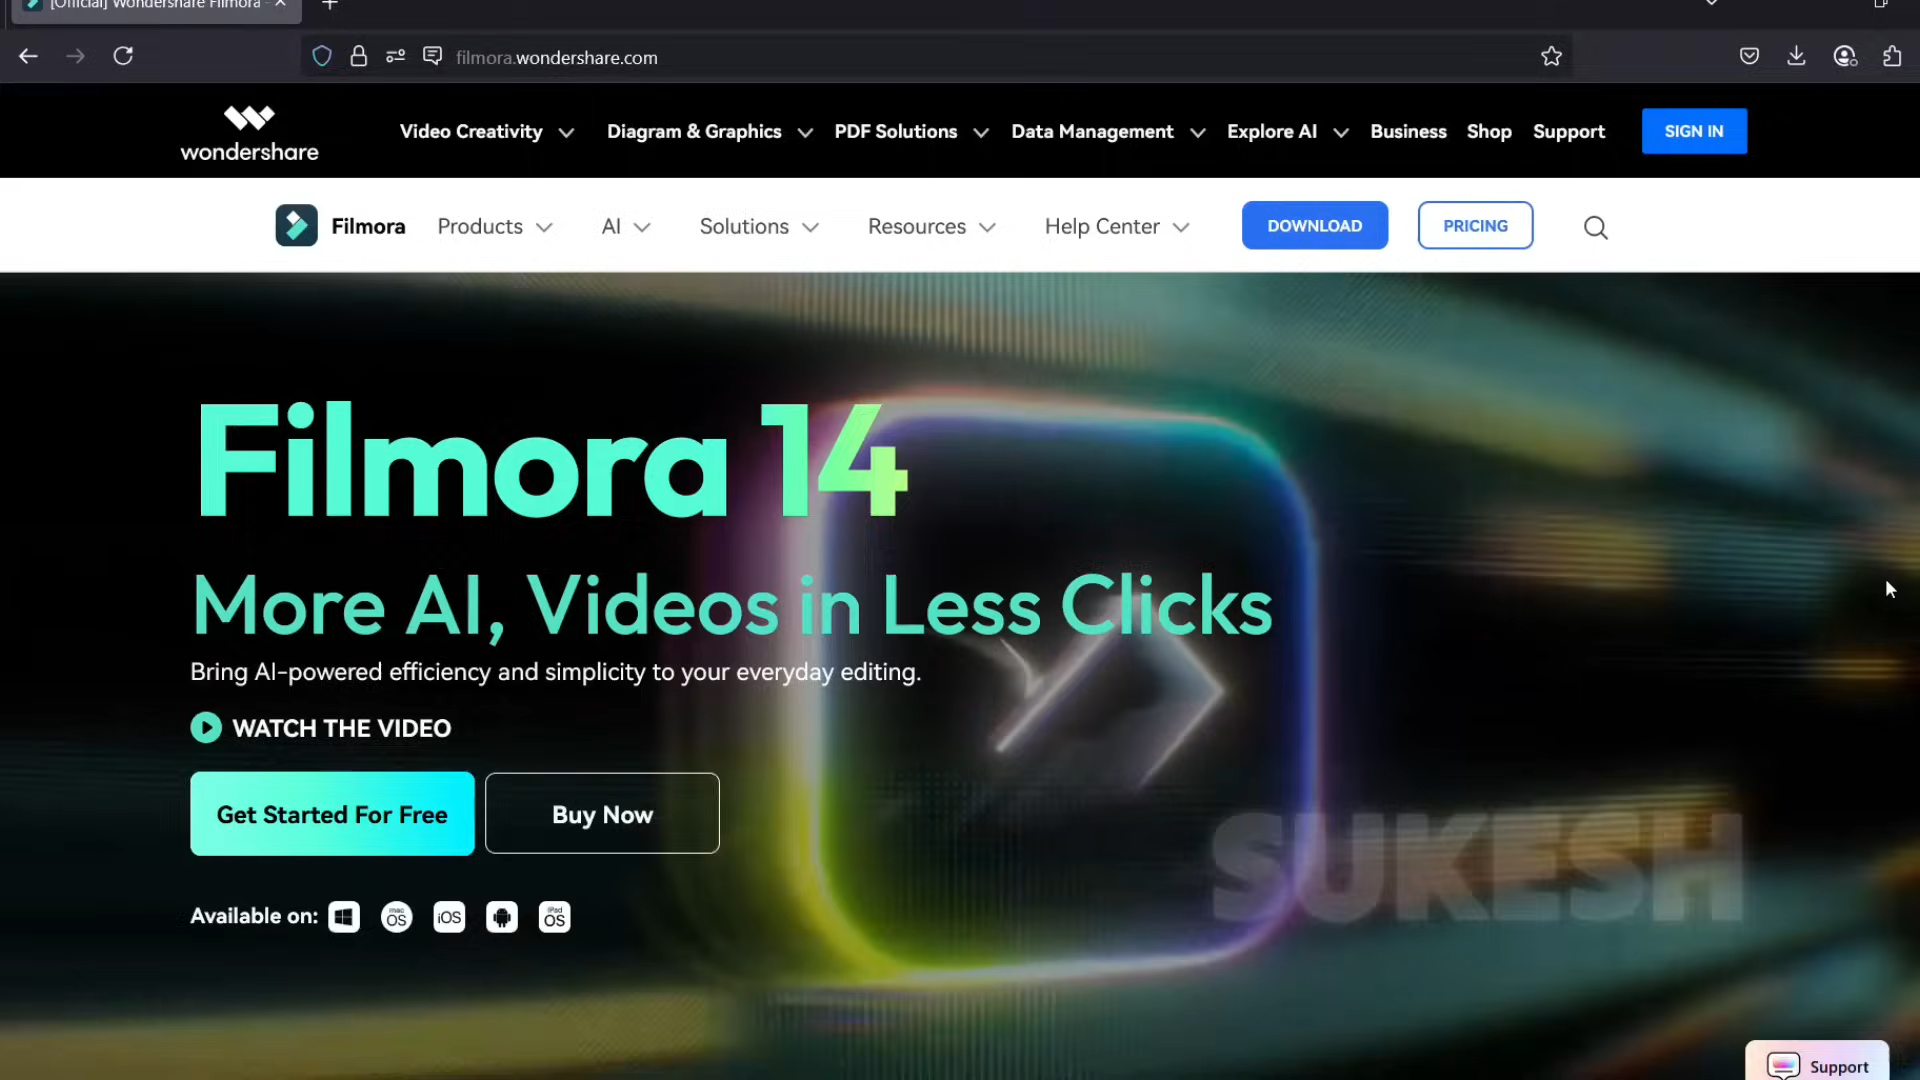 [Official] Wondershare Filmora -
filmora.wondershare.com
wondershare
Video Creativity
Diagram & Graphics
PDF Solutions
Data Management
Explore AI
Business
Shop
Support
SIGN IN
Filmora
Products
AI
Solutions
Resources
Help Center
DOWNLOAD
PRICING
Filmora 14
More AI, Videos in Less Clicks
Bring AI-powered efficiency and simplicity to your everyday editing.
WATCH THE VIDEO
Get Started For Free
Buy Now
SUKESH
Available on:
mac OS
iOS
iPad OS
Support